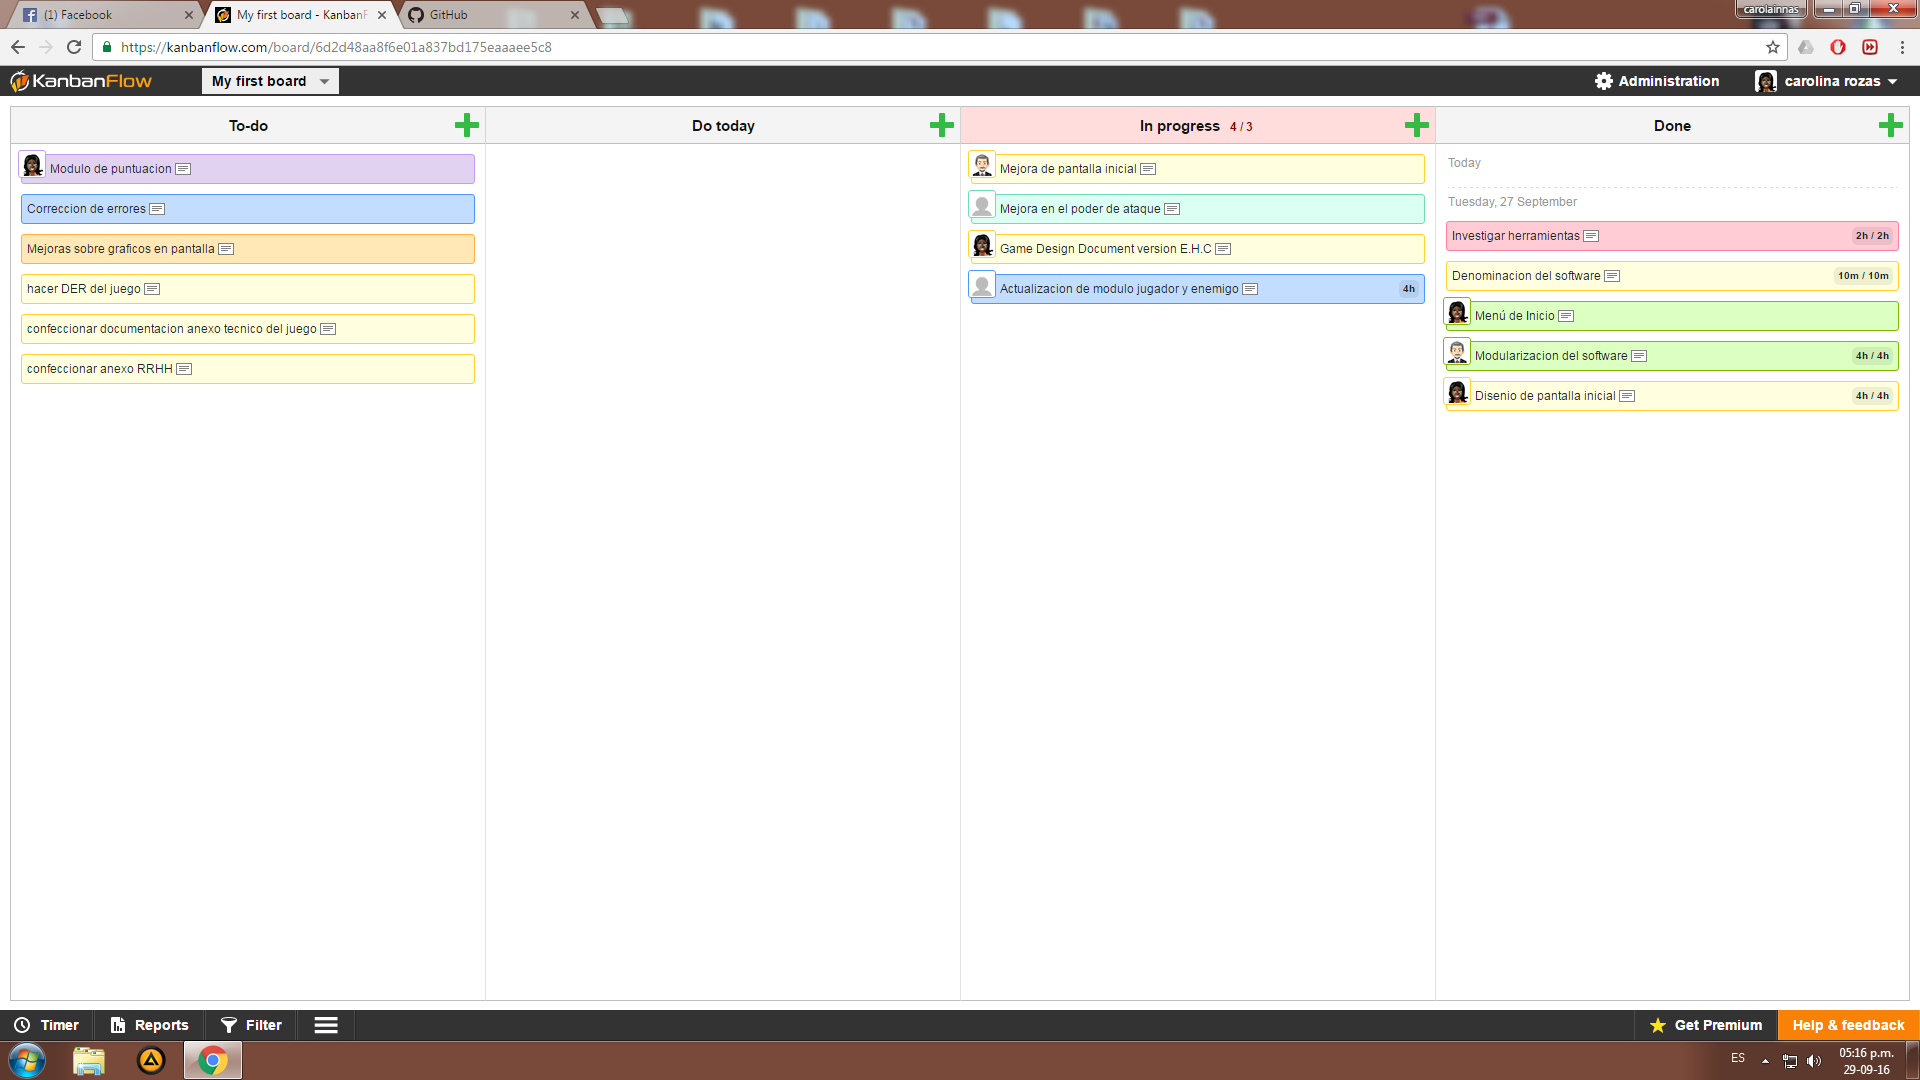 (1) Facebook
My first board - KanbanF
GitHub
carolainnas
https://kanbanflow.com/board/6d2d48aa8f6e01a837bd175eaaaee5c8
KanbanFlow
My first board
Administration
carolina rozas
To-do
Modulo de puntuacion
Correccion de errores
Mejoras sobre graficos en pantalla
hacer DER del juego
confeccionar documentacion anexo tecnico del juego
confeccionar anexo RRHH
Do today
In progress 4 / 3
Mejora de pantalla inicial
Mejora en el poder de ataque
Game Design Document version E.H.C
Actualizacion de modulo jugador y enemigo 4h
Done
Today
Tuesday, 27 September
Investigar herramientas 2h / 2h
Denominacion del software 10m / 10m
Menú de Inicio
Modularizacion del software 4h / 4h
Disenio de pantalla inicial 4h / 4h
Timer
Reports
Filter
Get Premium
Help & feedback
ES
05:16 p.m.
29-09-16